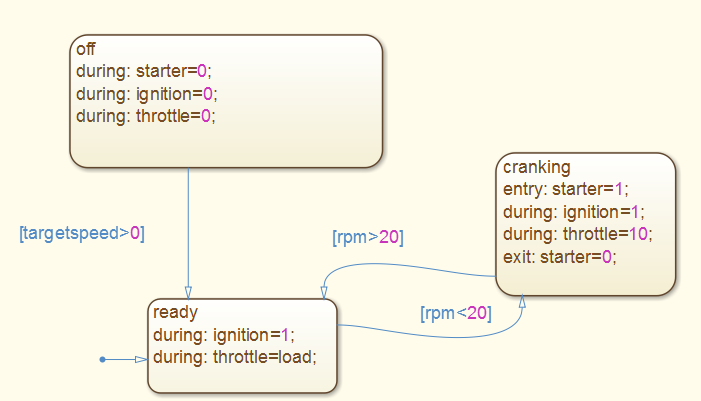 off
during: starter=0;
during: ignition=0;
during: throttle=0;
cranking
entry: starter=1;
during: ignition=1;
during: throttle=10;
exit: starter=0;
[targetspeed>0]
[rpm>20]
[rpm<20]
ready
during: ignition=1;
during: throttle=load;